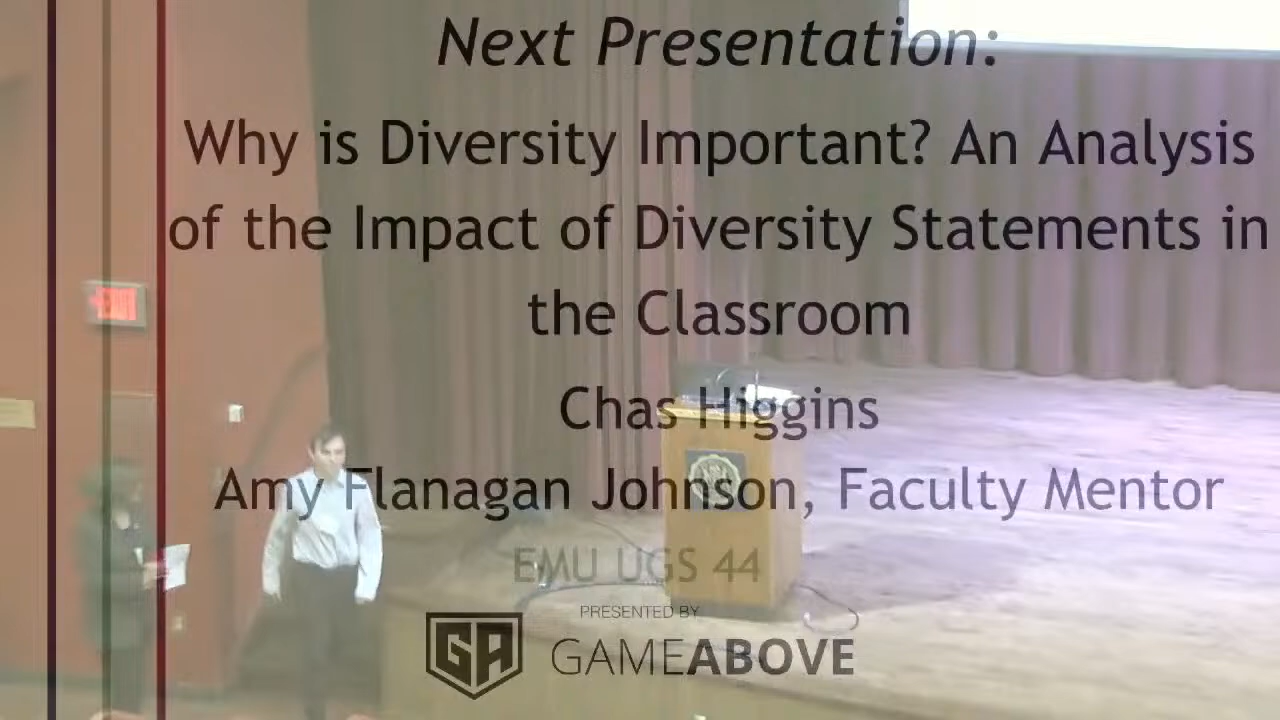 Next Presentation:
Why is Diversity Important? An Analysis
of the Impact of Diversity Statements in
the Classroom
Chas Higgins
Amy Flanagan Johnson, Faculty Mentor
EMU UGS 44
PRESENTED BY
GA GAMEABOVE